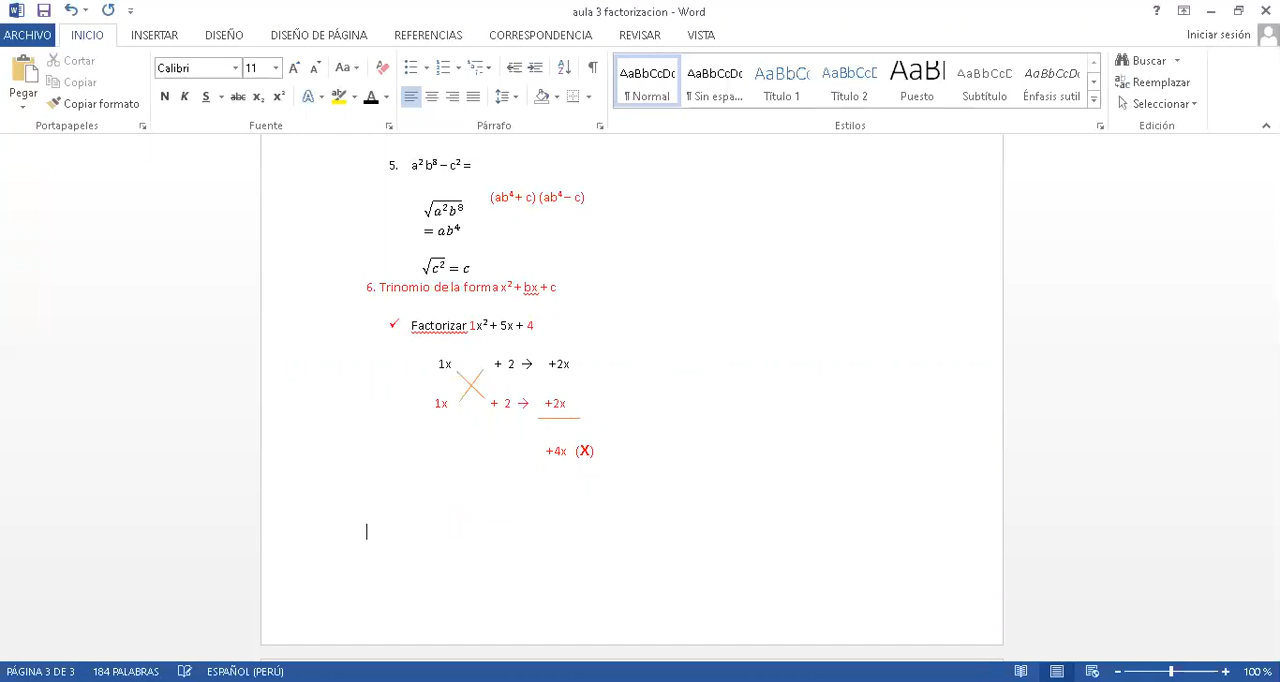 aula 3 factorizacion - Word
?
ARCHIVO INICIO INSERTAR DISEÑO DISEÑO DE PÁGINA REFERENCIAS CORRESPONDENCIA REVISAR VISTA Iniciar sesión
Pegar
Cortar
Copiar
Copiar formato
Portapapeles
Calibri 11 A A Aa
N K S abc x₂ x² A A
Fuente
Párrafo
AaBbCcDc AaBbCcDc AaBbCc AaBbCcD AaBl AaBbCcD AaBbCcDc
¶ Normal ¶ Sin espa... Título 1 Título 2 Puesto Subtítulo Énfasis sutil
Estilos
Buscar
Reemplazar
Seleccionar
Edición
5. a²b⁸ – c² =
(ab⁴ + c) (ab⁴ – c)
√a²b⁸
= ab⁴
√c² = c
6. Trinomio de la forma x² + bx + c
✓ Factorizar 1x² + 5x + 4
1x + 2 → +2x
1x + 2 → +2x
+4x (X)
PÁGINA 3 DE 3 184 PALABRAS ESPAÑOL (PERÚ) 100 %